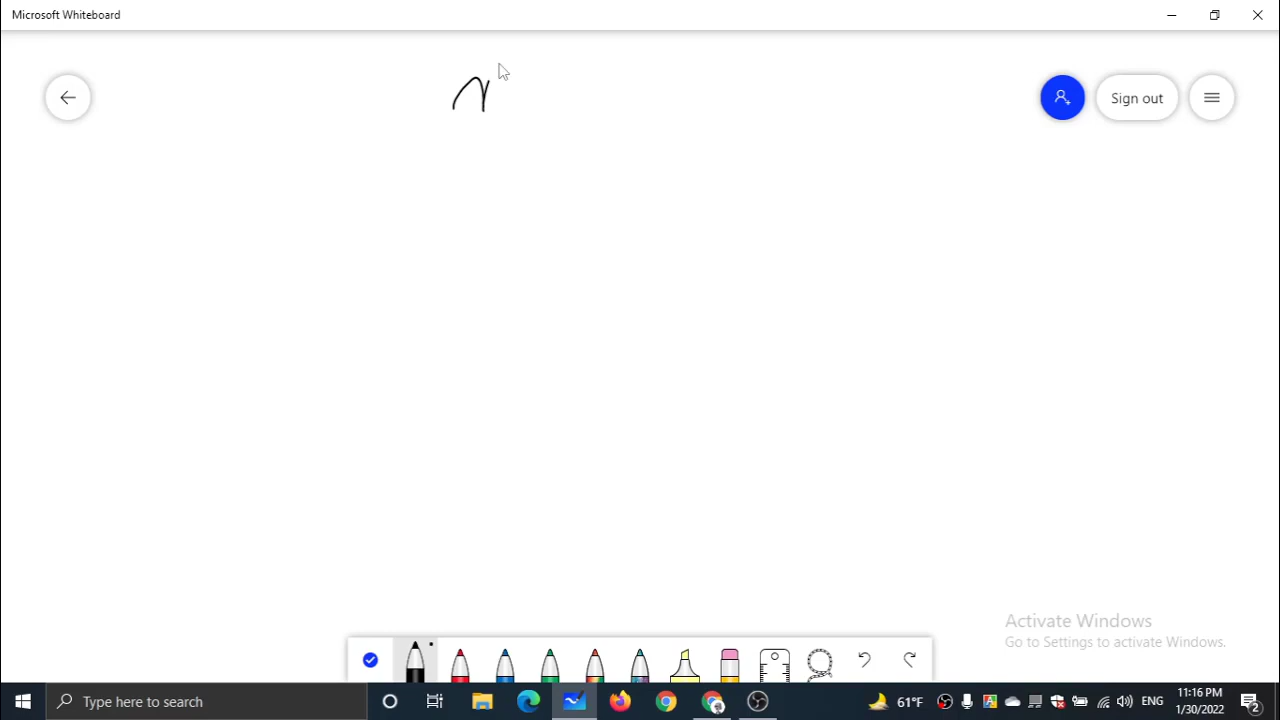 Microsoft Whiteboard
Sign out
Activate Windows
Go to Settings to activate Windows.
Type here to search
61°F
ENG
11:16 PM
1/30/2022
2